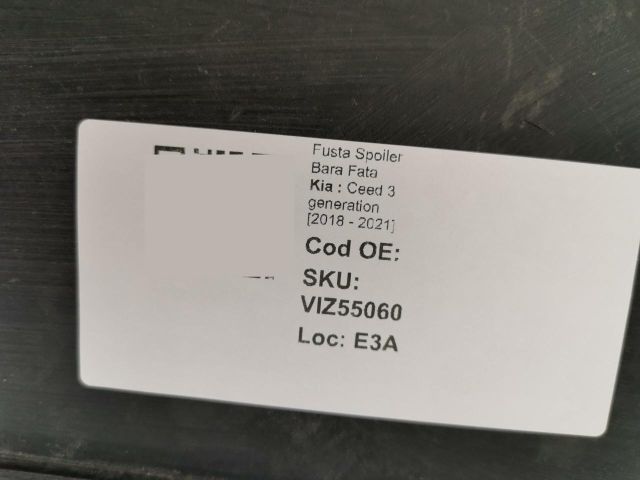 Fusta Spoiler
Bara Fata
Kia : Ceed 3
generation
[2018 - 2021]
Cod OE:
SKU:
VIZ55060
Loc: E3A